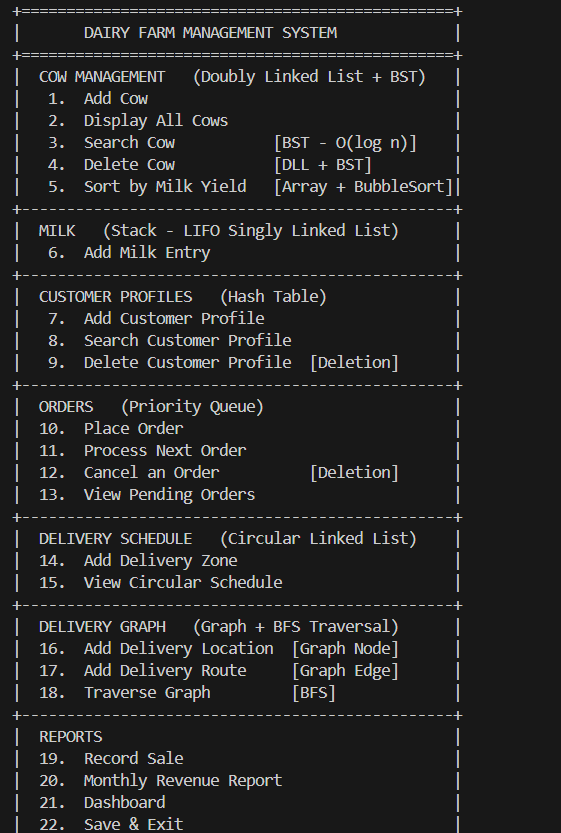 +================================================+
|       DAIRY FARM MANAGEMENT SYSTEM             |
+================================================+
|  COW MANAGEMENT   (Doubly Linked List + BST)   |
|   1.  Add Cow                                  |
|   2.  Display All Cows                         |
|   3.  Search Cow           [BST - O(log n)]    |
|   4.  Delete Cow           [DLL + BST]         |
|   5.  Sort by Milk Yield   [Array + BubbleSort]|
+------------------------------------------------+
|  MILK   (Stack - LIFO Singly Linked List)      |
|   6.  Add Milk Entry                           |
+------------------------------------------------+
|  CUSTOMER PROFILES   (Hash Table)              |
|   7.  Add Customer Profile                     |
|   8.  Search Customer Profile                  |
|   9.  Delete Customer Profile  [Deletion]      |
+------------------------------------------------+
|  ORDERS   (Priority Queue)                     |
|  10.  Place Order                              |
|  11.  Process Next Order                       |
|  12.  Cancel an Order          [Deletion]      |
|  13.  View Pending Orders                      |
+------------------------------------------------+
|  DELIVERY SCHEDULE   (Circular Linked List)    |
|  14.  Add Delivery Zone                        |
|  15.  View Circular Schedule                   |
+------------------------------------------------+
|  DELIVERY GRAPH   (Graph + BFS Traversal)      |
|  16.  Add Delivery Location  [Graph Node]      |
|  17.  Add Delivery Route     [Graph Edge]      |
|  18.  Traverse Graph         [BFS]             |
+------------------------------------------------+
|  REPORTS                                       |
|  19.  Record Sale                              |
|  20.  Monthly Revenue Report                   |
|  21.  Dashboard                                |
|  22.  Save & Exit                              |